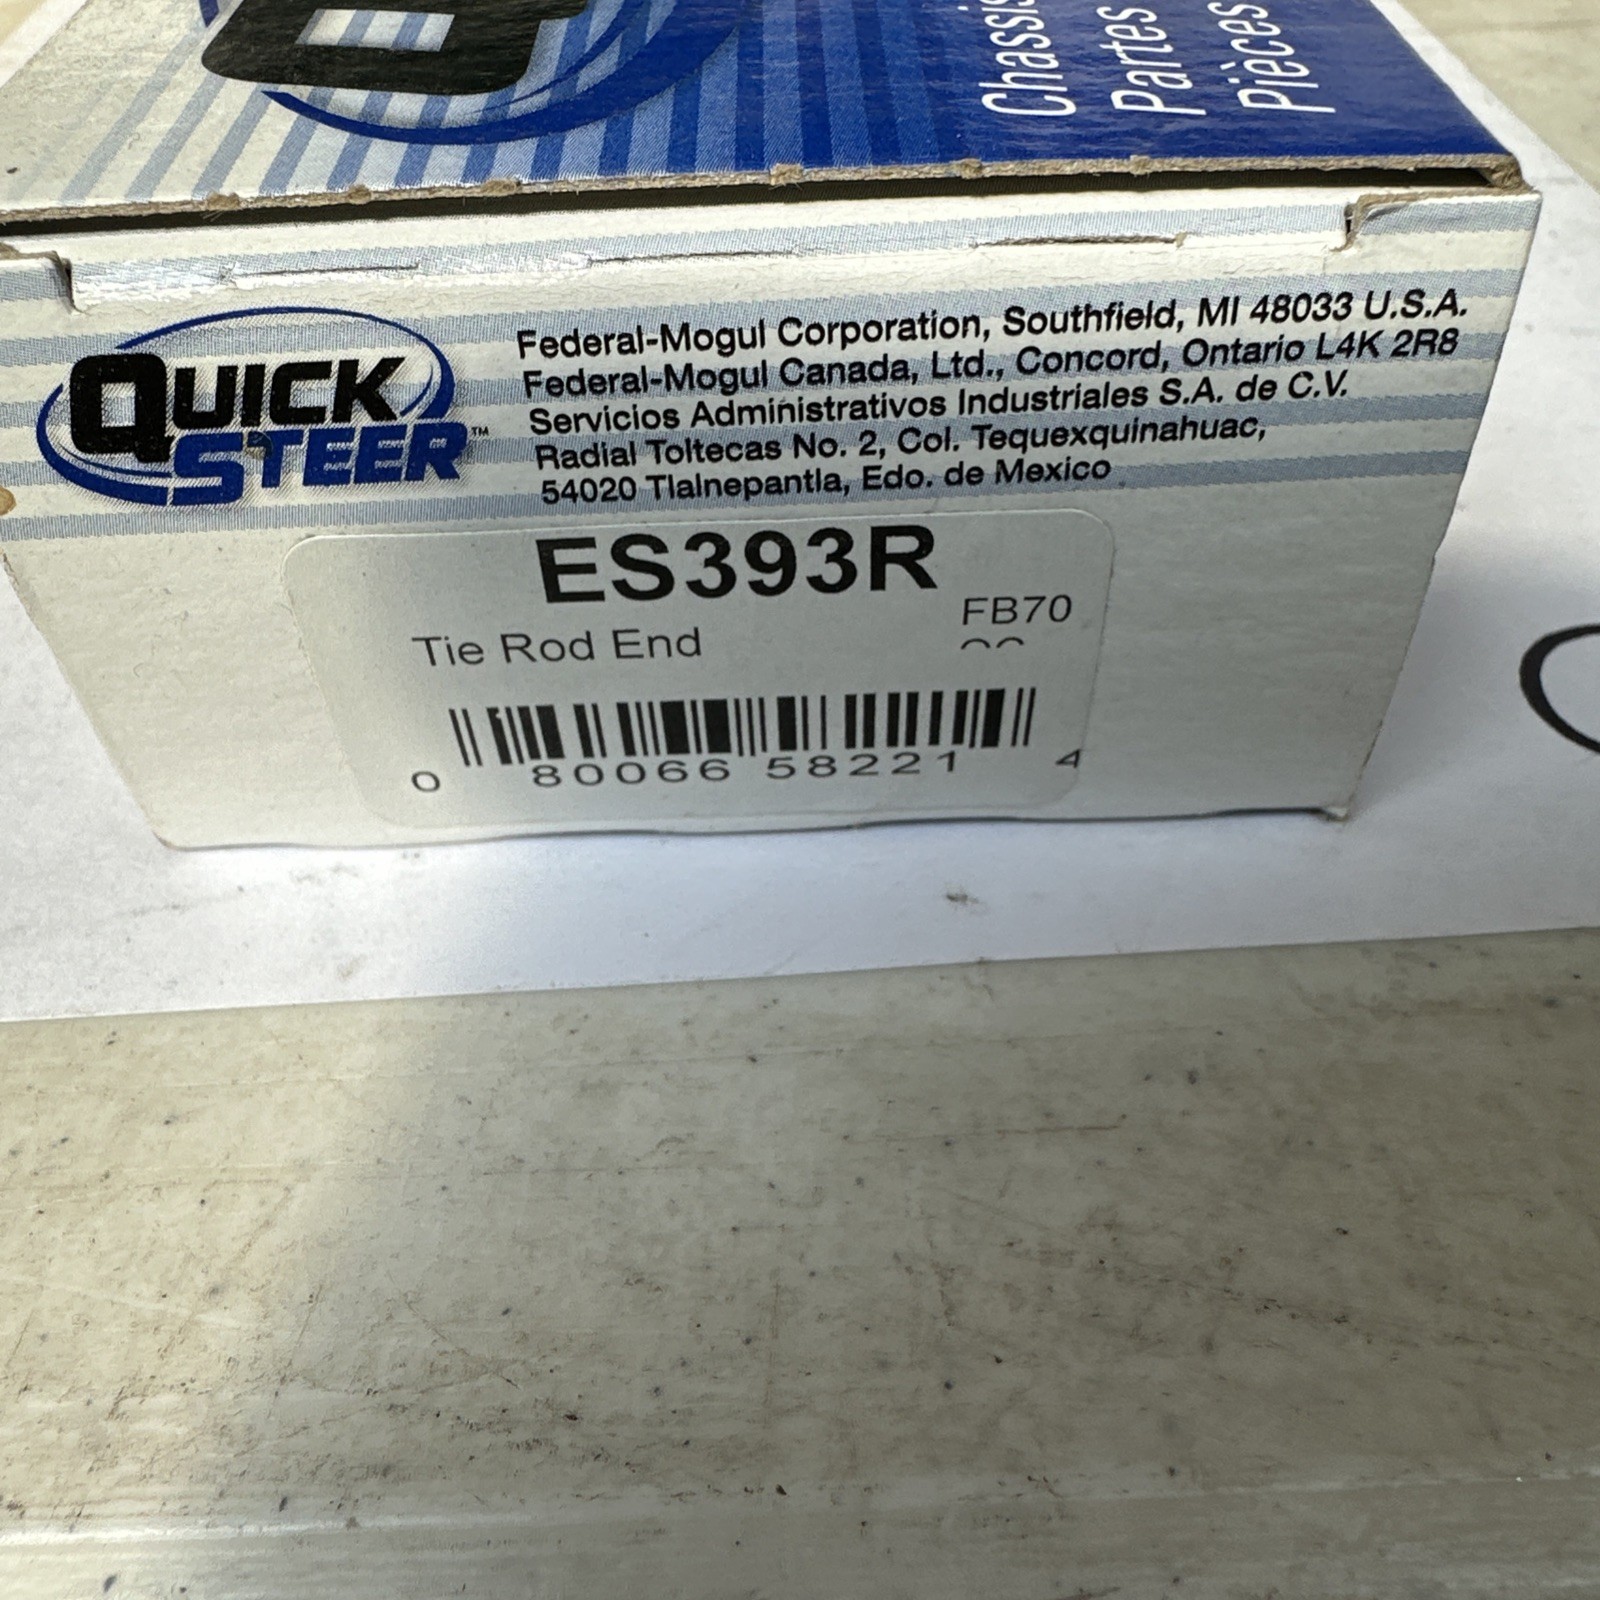 Chassis
Partes
Pièces
QUICK
STEER™
Federal-Mogul Corporation, Southfield, MI 48033 U.S.A.
Federal-Mogul Canada, Ltd., Concord, Ontario L4K 2R8
Servicios Administrativos Industriales S.A. de C.V.
Radial Toltecas No. 2, Col. Tequexquinahuac,
54020 Tlalnepantla, Edo. de Mexico
ES393R
FB70
Tie Rod End
0 80066 58221 4